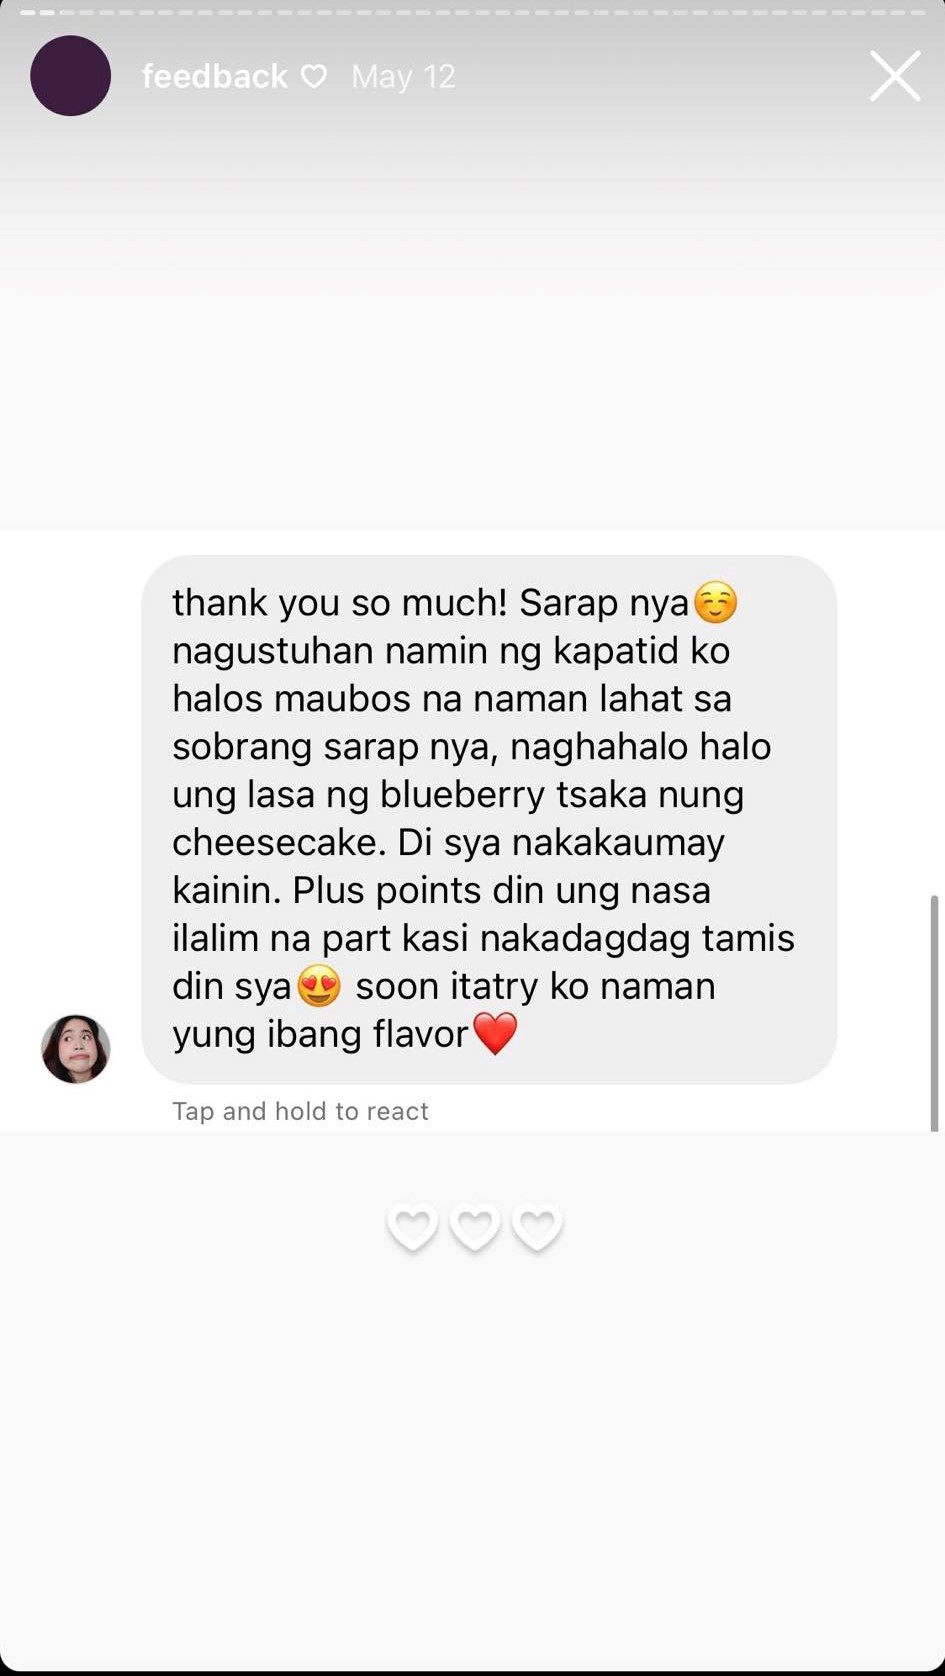 feedback ♡ May 12
thank you so much! Sarap nya☺️
nagustuhan namin ng kapatid ko
halos maubos na naman lahat sa
sobrang sarap nya, naghahalo halo
ung lasa ng blueberry tsaka nung
cheesecake. Di sya nakakaumay
kainin. Plus points din ung nasa
ilalim na part kasi nakadagdag tamis
din sya😍 soon itatry ko naman
yung ibang flavor❤️
Tap and hold to react